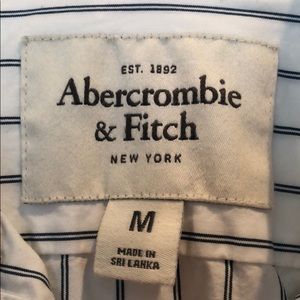 EST. 1892
Abercrombie
& Fitch
NEW YORK
M
MADE IN
SRI LANKA